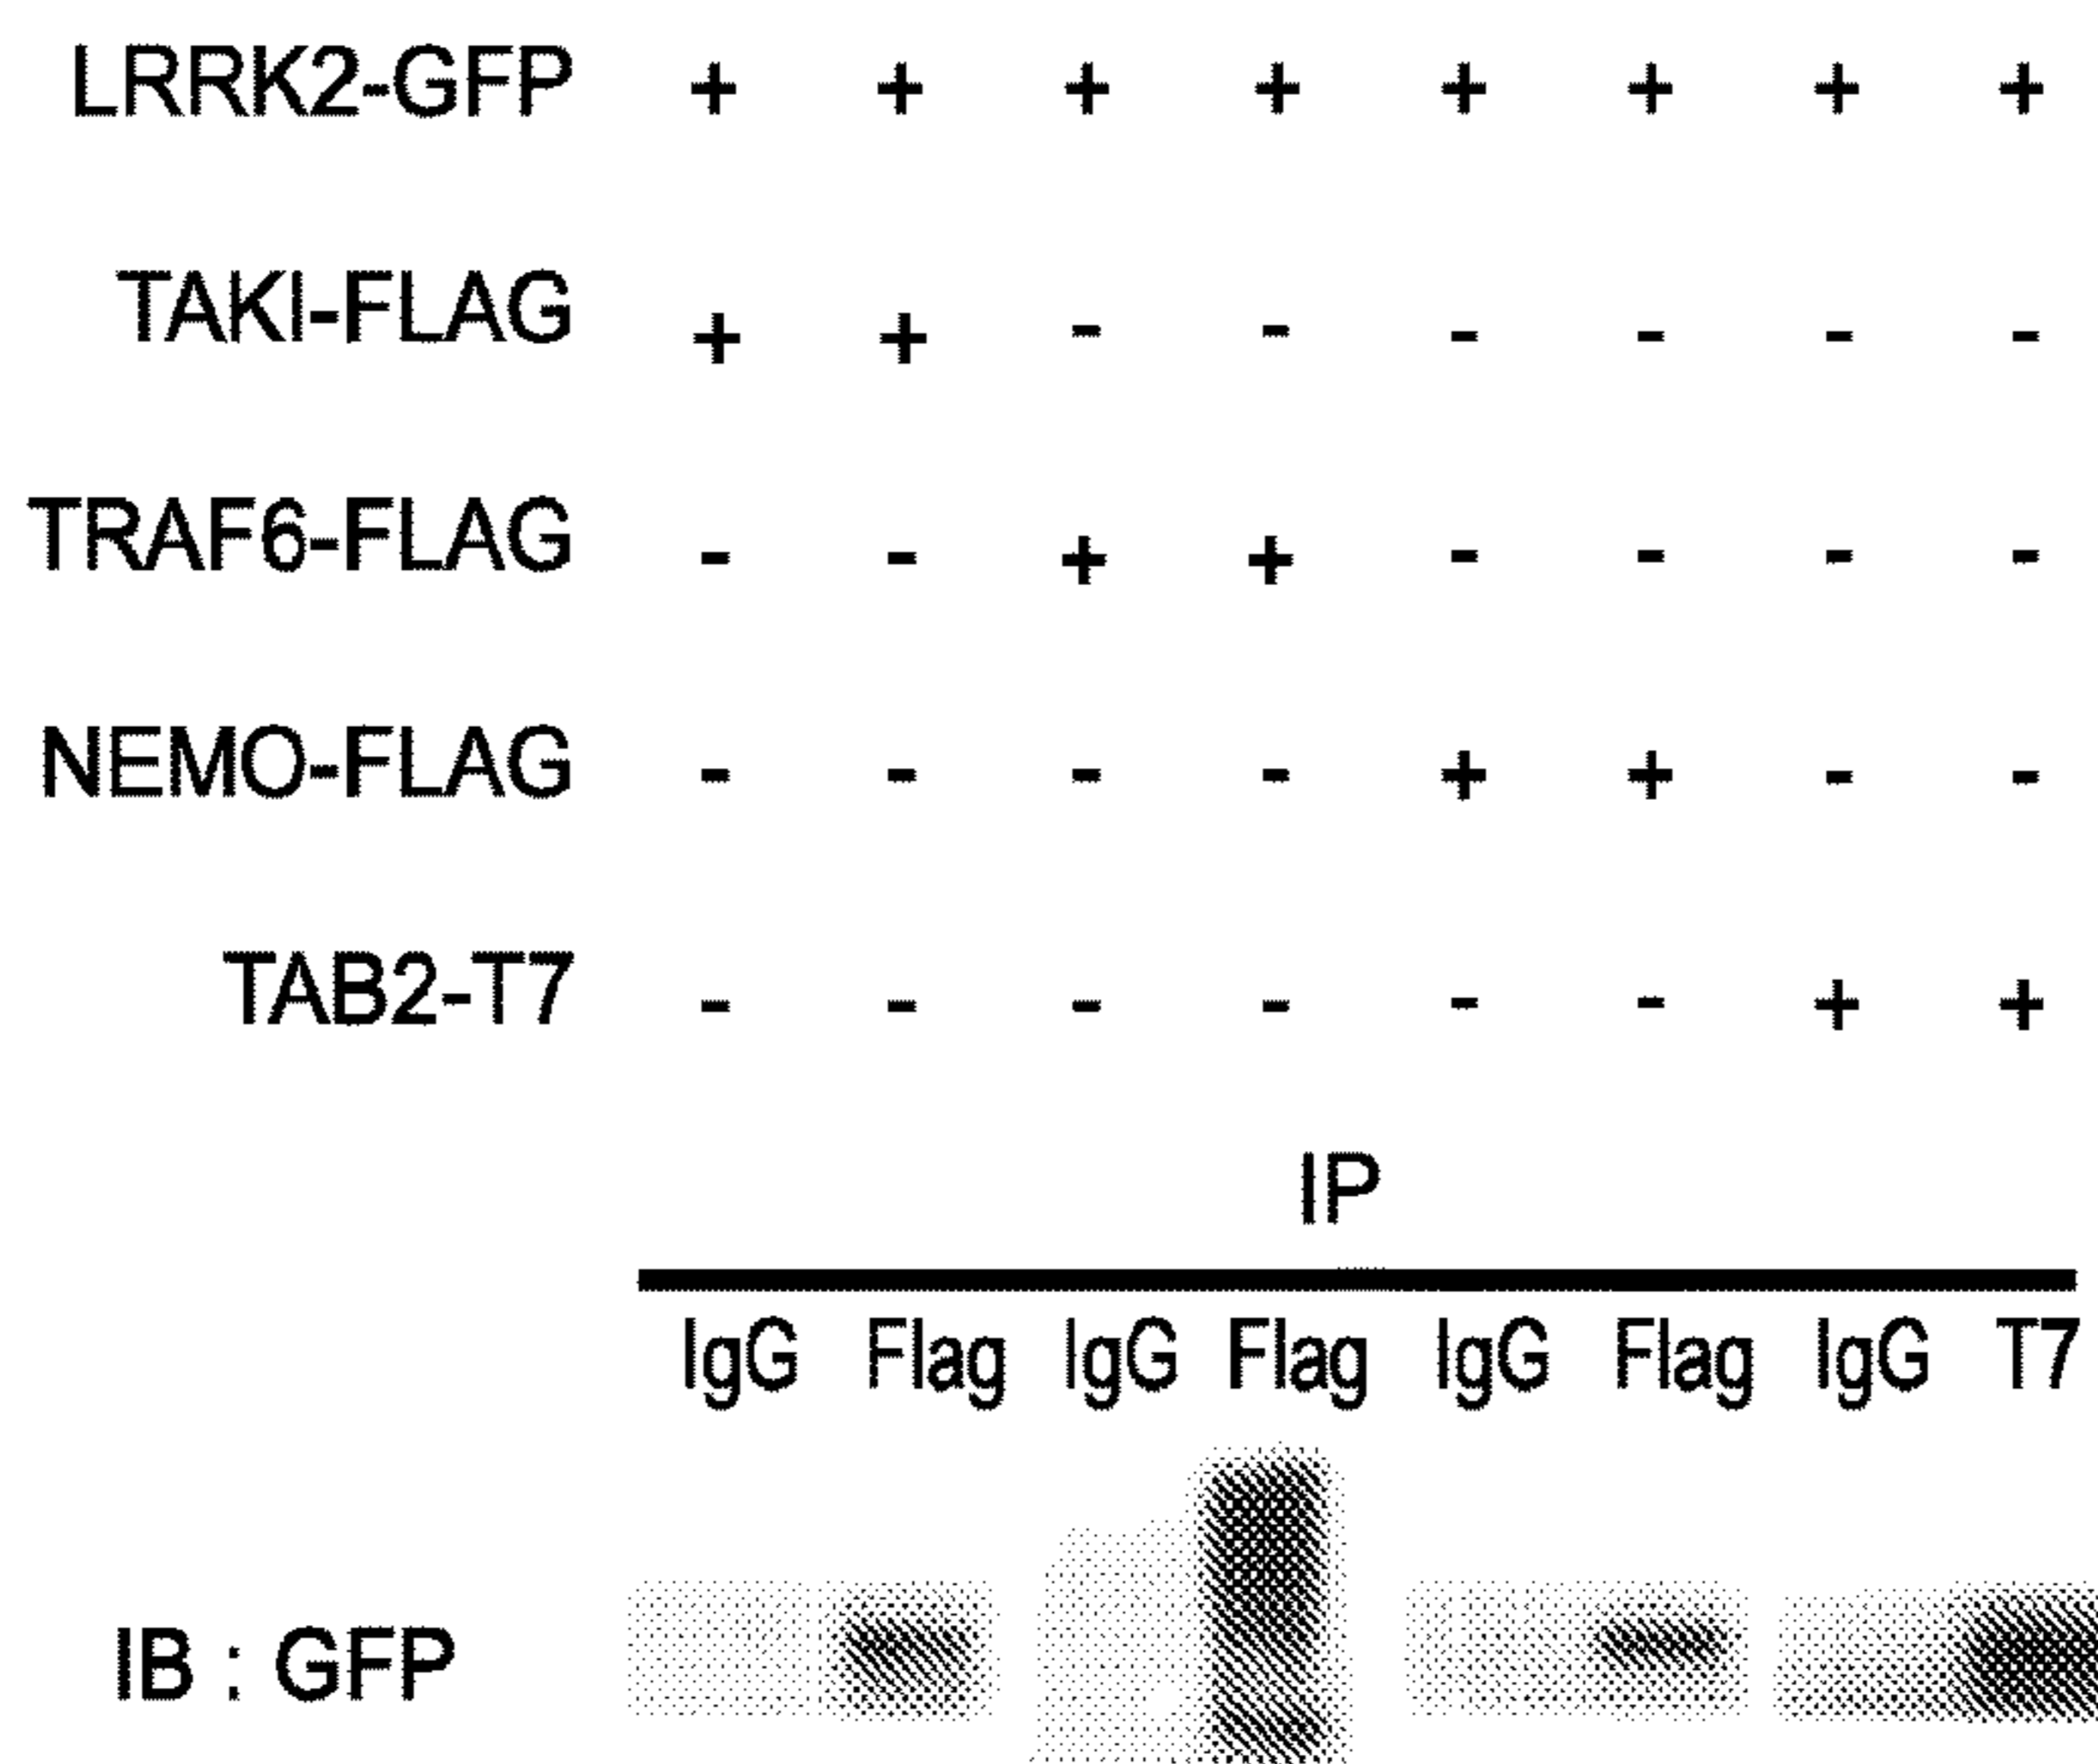 LRRK2-GFP + + + + + + + +
TAKI-FLAG + + - - - - - -
TRAF6-FLAG - - + + - - - -
NEMO-FLAG - - - - + + - -
TAB2-T7 - - - - - - + +
IP
IgG Flag IgG Flag IgG Flag IgG T7
IB : GFP